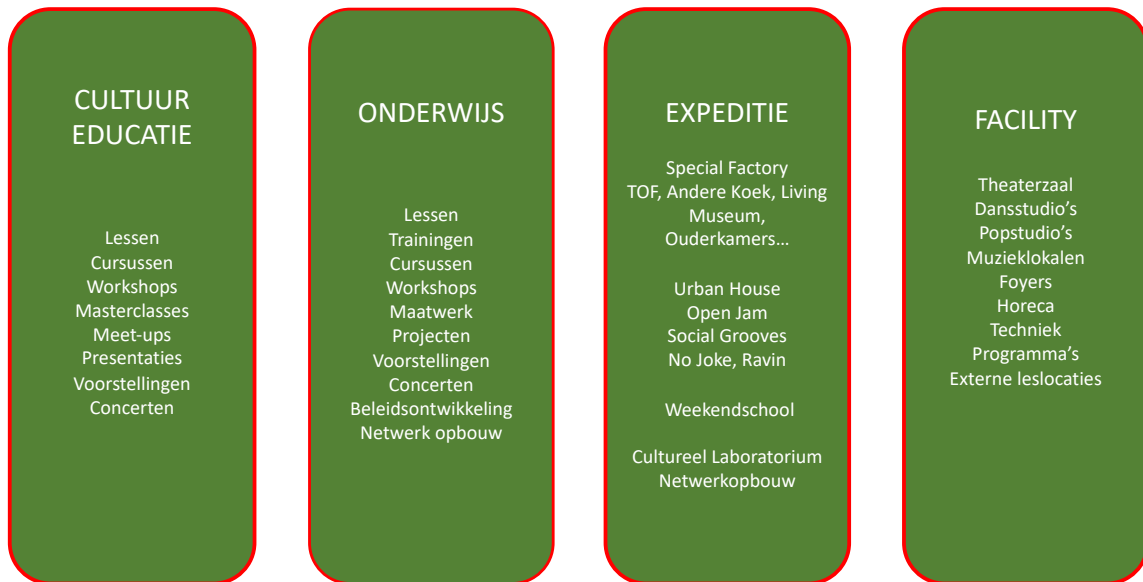 CULTUUR
EDUCATIE
Lessen
Cursussen
Workshops
Masterclasses
Meet-ups
Presentaties
Voorstellingen
Concerten
ONDERWIJS
Lessen
Trainingen
Cursussen
Workshops
Maatwerk
Projecten
Voorstellingen
Concerten
Beleidsontwikkeling
Netwerk opbouw
EXPEDITIE
Special Factory
TOF, Andere Koek, Living
Museum,
Ouderkamers…
Urban House
Open Jam
Social Grooves
No Joke, Ravin
Weekendschool
Cultureel Laboratorium
Netwerkopbouw
FACILITY
Theaterzaal
Dansstudio’s
Popstudio’s
Muzieklokalen
Foyers
Horeca
Techniek
Programma’s
Externe leslocaties